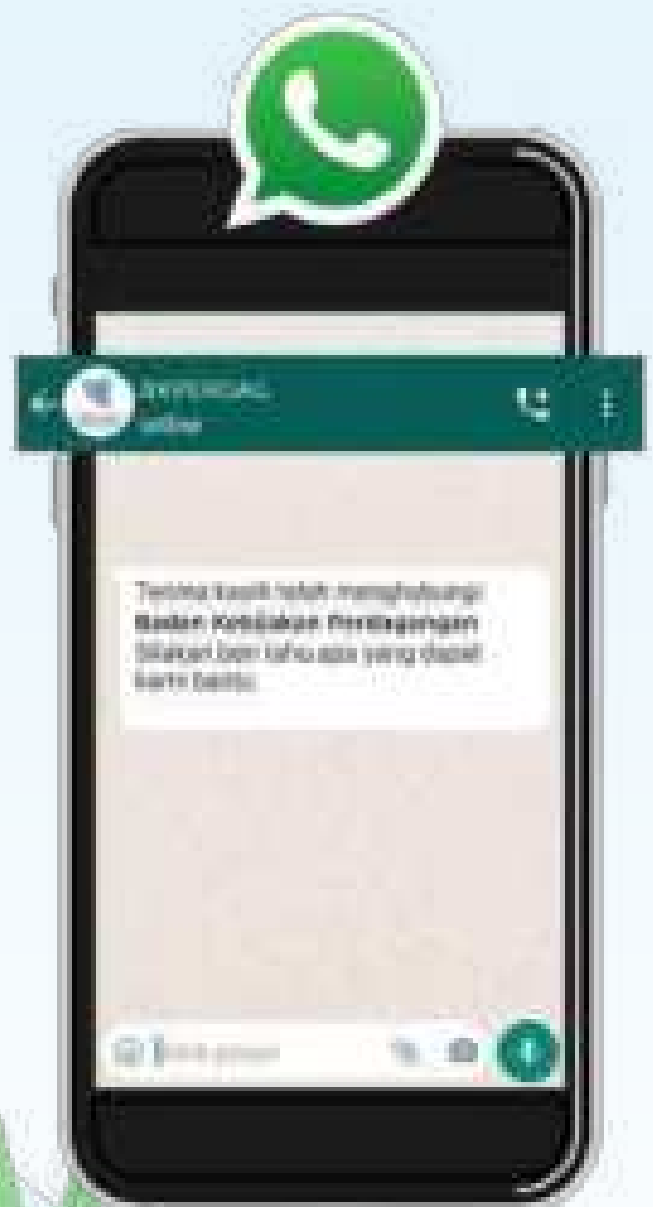 online
Terima kasih telah menghubungi
Badan Kebijakan Perdagangan
Silakan beri tahu apa yang dapat
kami bantu.